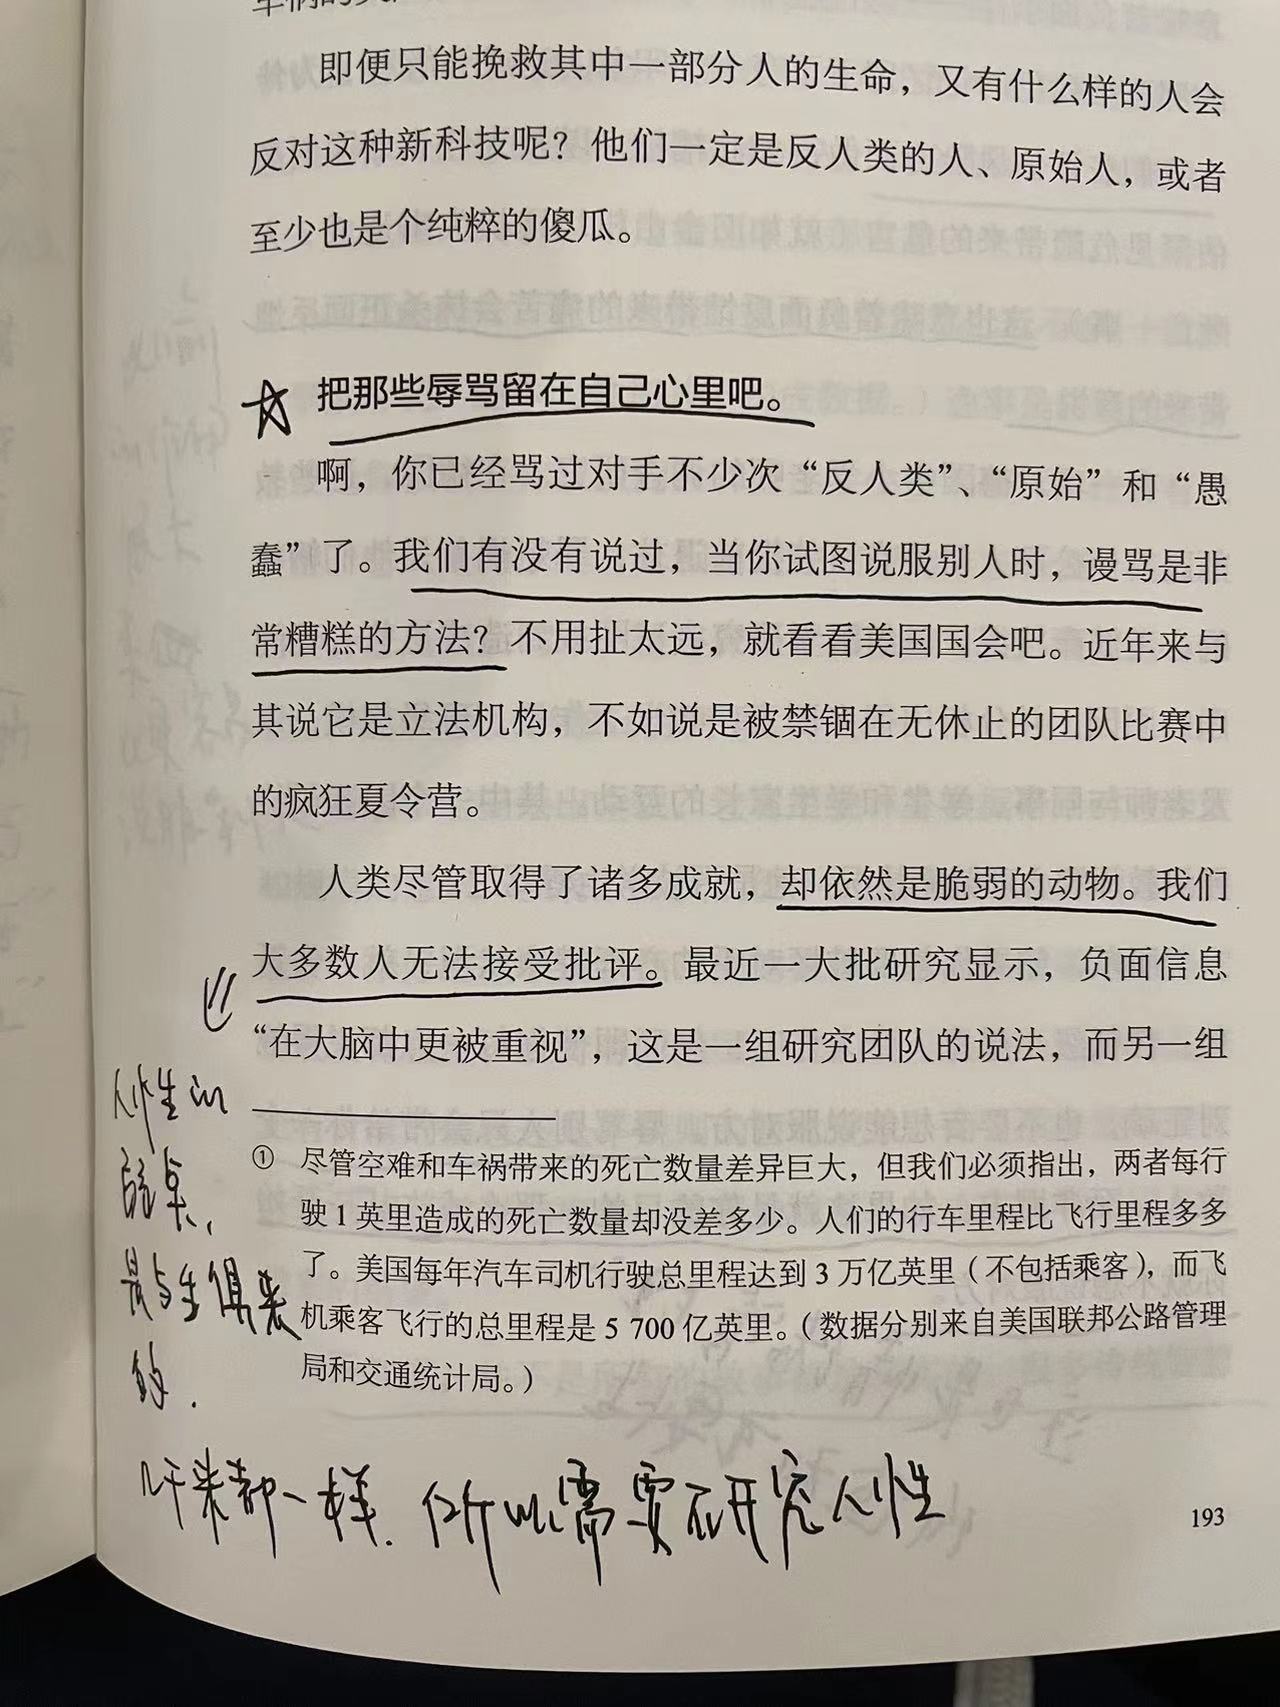 即便只能挽救其中一部分人的生命，又有什么样的人会
反对这种新科技呢？他们一定是反人类的人、原始人，或者
至少也是个纯粹的傻瓜。
把那些辱骂留在自己心里吧。
啊，你已经骂过对手不少次“反人类”、“原始”和“愚
蠢”了。我们有没有说过，当你试图说服别人时，谩骂是非
常糟糕的方法？不用扯太远，就看看美国国会吧。近年来与
其说它是立法机构，不如说是被禁锢在无休止的团队比赛中
的疯狂夏令营。
人类尽管取得了诸多成就，却依然是脆弱的动物。我们
大多数人无法接受批评。最近一大批研究显示，负面信息
“在大脑中更被重视”，这是一组研究团队的说法，而另一组
人性的
弱点，
是与生俱来
的.
① 尽管空难和车祸带来的死亡数量差异巨大，但我们必须指出，两者每行
驶1英里造成的死亡数量却没差多少。人们的行车里程比飞行里程多多
了。美国每年汽车司机行驶总里程达到3万亿英里（不包括乘客），而飞
机乘客飞行的总里程是5 700亿英里。（数据分别来自美国联邦公路管理
局和交通统计局。）
几千来都一样.所以需要研究人性
193